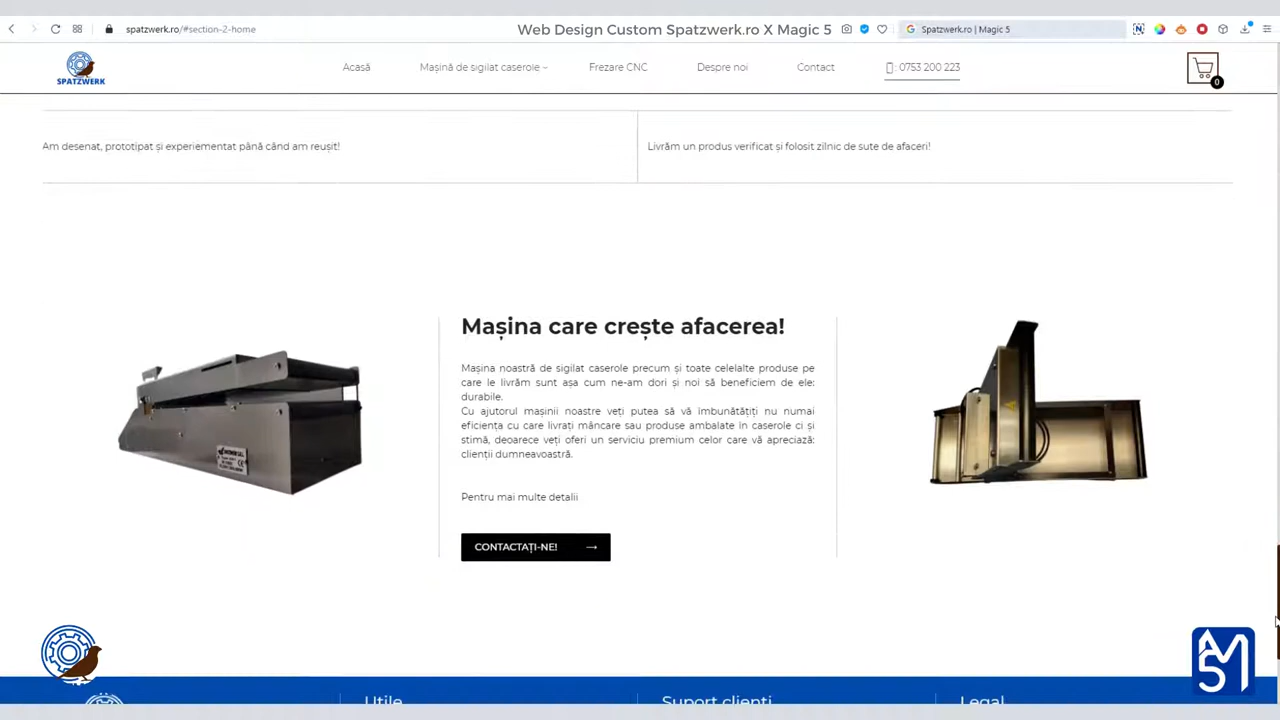 spatzwerk.ro/#section-2-home
Web Design Custom Spatzwerk.ro X Magic 5
Spatzwerk.ro | Magic 5
SPATZWERK
Acasă
Mașină de sigilat caserole
Frezare CNC
Despre noi
Contact
: 0753 200 223
0
Am desenat, prototipat și experiementat până când am reușit!
Livrăm un produs verificat și folosit zilnic de sute de afaceri!
Mașina care crește afacerea!
Mașina noastră de sigilat caserole precum și toate celelalte produse pe
care le livrăm sunt așa cum ne-am dori și noi să beneficiem de ele:
durabile.
Cu ajutorul mașinii noastre veți putea să vă îmbunătățiți nu numai
eficiența cu care livrați mâncare sau produse ambalate în caserole ci și
stimă, deoarece veți oferi un serviciu premium celor care vă apreciază:
clienții dumneavoastră.
Pentru mai multe detalii
CONTACTAȚI-NE! →
M
5
Utile
Suport clienți
Legal